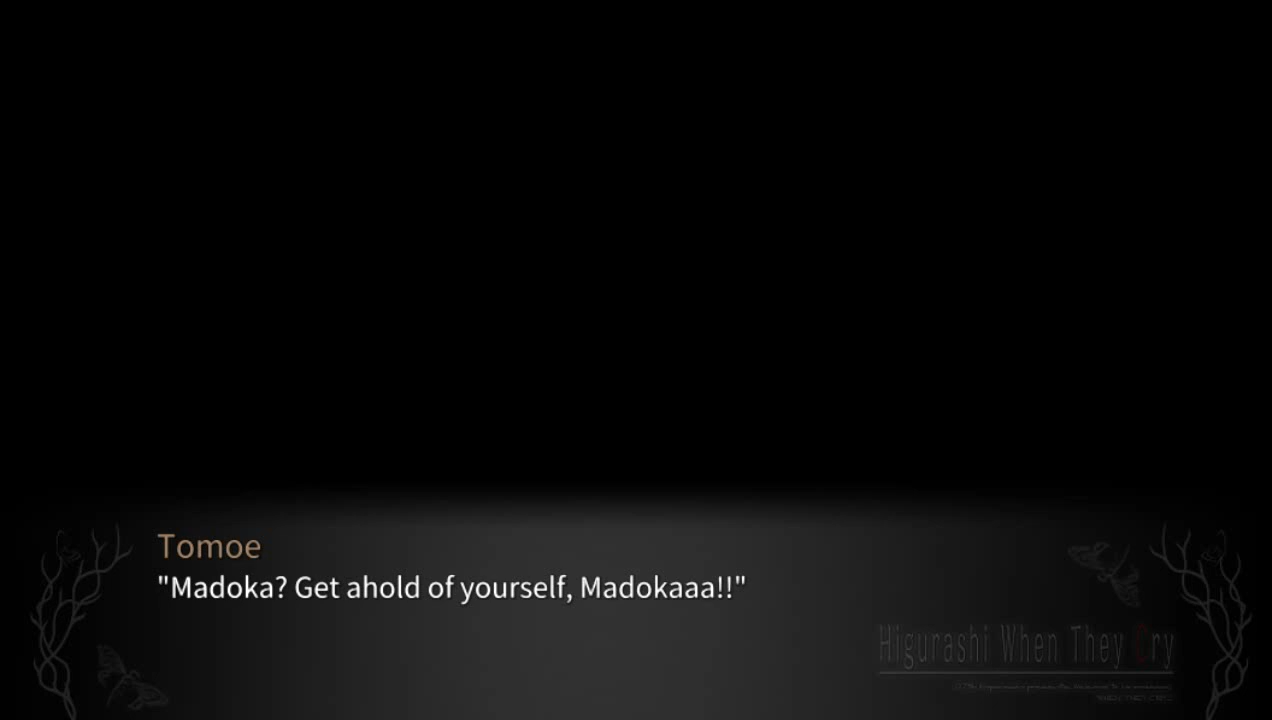 Tomoe
"Madoka? Get ahold of yourself, Madokaaa!!"
Higurashi When They Cry